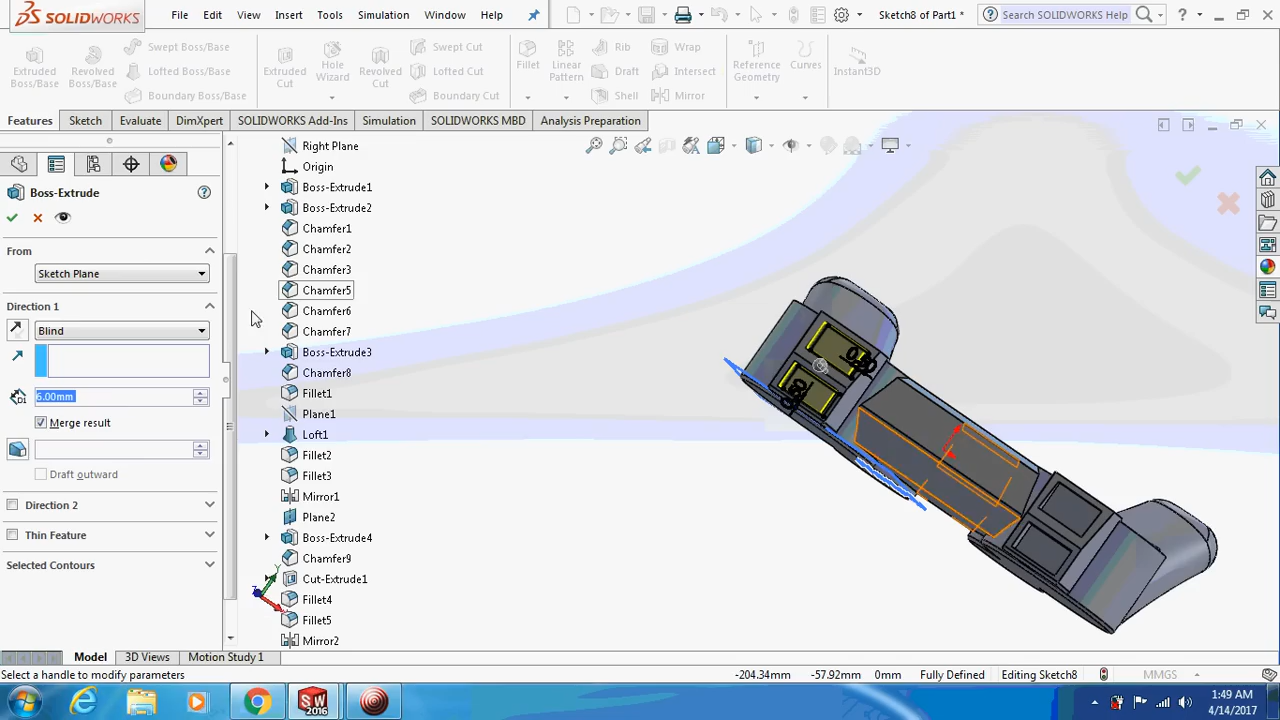 SOLIDWORKS File Edit View Insert Tools Simulation Window Help Sketch8 of Part1 * Search SOLIDWORKS Help
Extruded Boss/Base
Revolved Boss/Base
Swept Boss/Base
Lofted Boss/Base
Boundary Boss/Base
Extruded Cut
Hole Wizard
Revolved Cut
Swept Cut
Lofted Cut
Boundary Cut
Fillet
Linear Pattern
Rib
Draft
Shell
Wrap
Intersect
Mirror
Reference Geometry
Curves
Instant3D
Features Sketch Evaluate DimXpert SOLIDWORKS Add-Ins Simulation SOLIDWORKS MBD Analysis Preparation
Boss-Extrude
From
Sketch Plane
Direction 1
Blind
6.00mm
Merge result
Draft outward
Direction 2
Thin Feature
Selected Contours
Right Plane
Origin
Boss-Extrude1
Boss-Extrude2
Chamfer1
Chamfer2
Chamfer3
Chamfer5
Chamfer6
Chamfer7
Boss-Extrude3
Chamfer8
Fillet1
Plane1
Loft1
Fillet2
Fillet3
Mirror1
Plane2
Boss-Extrude4
Chamfer9
Cut-Extrude1
Fillet4
Fillet5
Mirror2
Model 3D Views Motion Study 1
Select a handle to modify parameters -204.34mm -57.92mm 0mm Fully Defined Editing Sketch8 MMGS
SW 2016
1:49 AM
4/14/2017